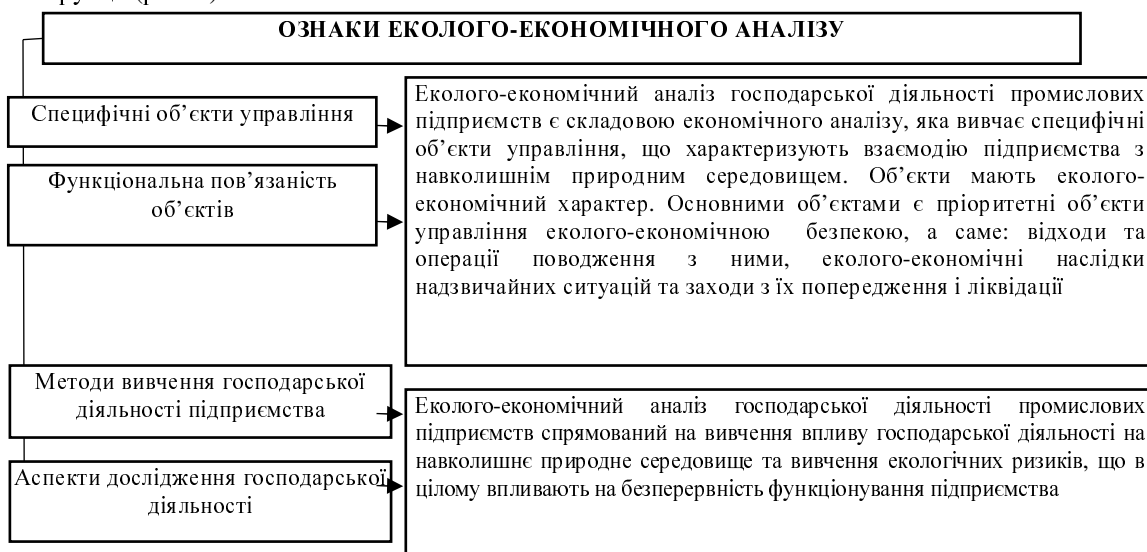 ОЗНАКИ ЕКОЛОГО-ЕКОНОМІЧНОГО АНАЛІЗУ
Специфічні об’єкти управління
Функціональна пов’язаність
об’єктів
Еколого-економічний аналіз господарської діяльності промислових
підприємств є складовою економічного аналізу, яка вивчає специфічні
об’єкти управління, що характеризують взаємодію підприємства з
навколишнім природним середовищем. Об’єкти мають еколого-
економічний характер. Основними об’єктами є пріоритетні об’єкти
управління еколого-економічною безпекою, а саме: відходи та
операції поводження з ними, еколого-економічні наслідки
надзвичайних ситуацій та заходи з їх попередження і ліквідації
Методи вивчення господарської
діяльності підприємства
Аспекти дослідження господарської
діяльності
Еколого-економічний аналіз господарської діяльності промислових
підприємств спрямований на вивчення впливу господарської діяльності на
навколишнє природне середовище та вивчення екологічних ризиків, що в
цілому впливають на безперервність функціонування підприємства